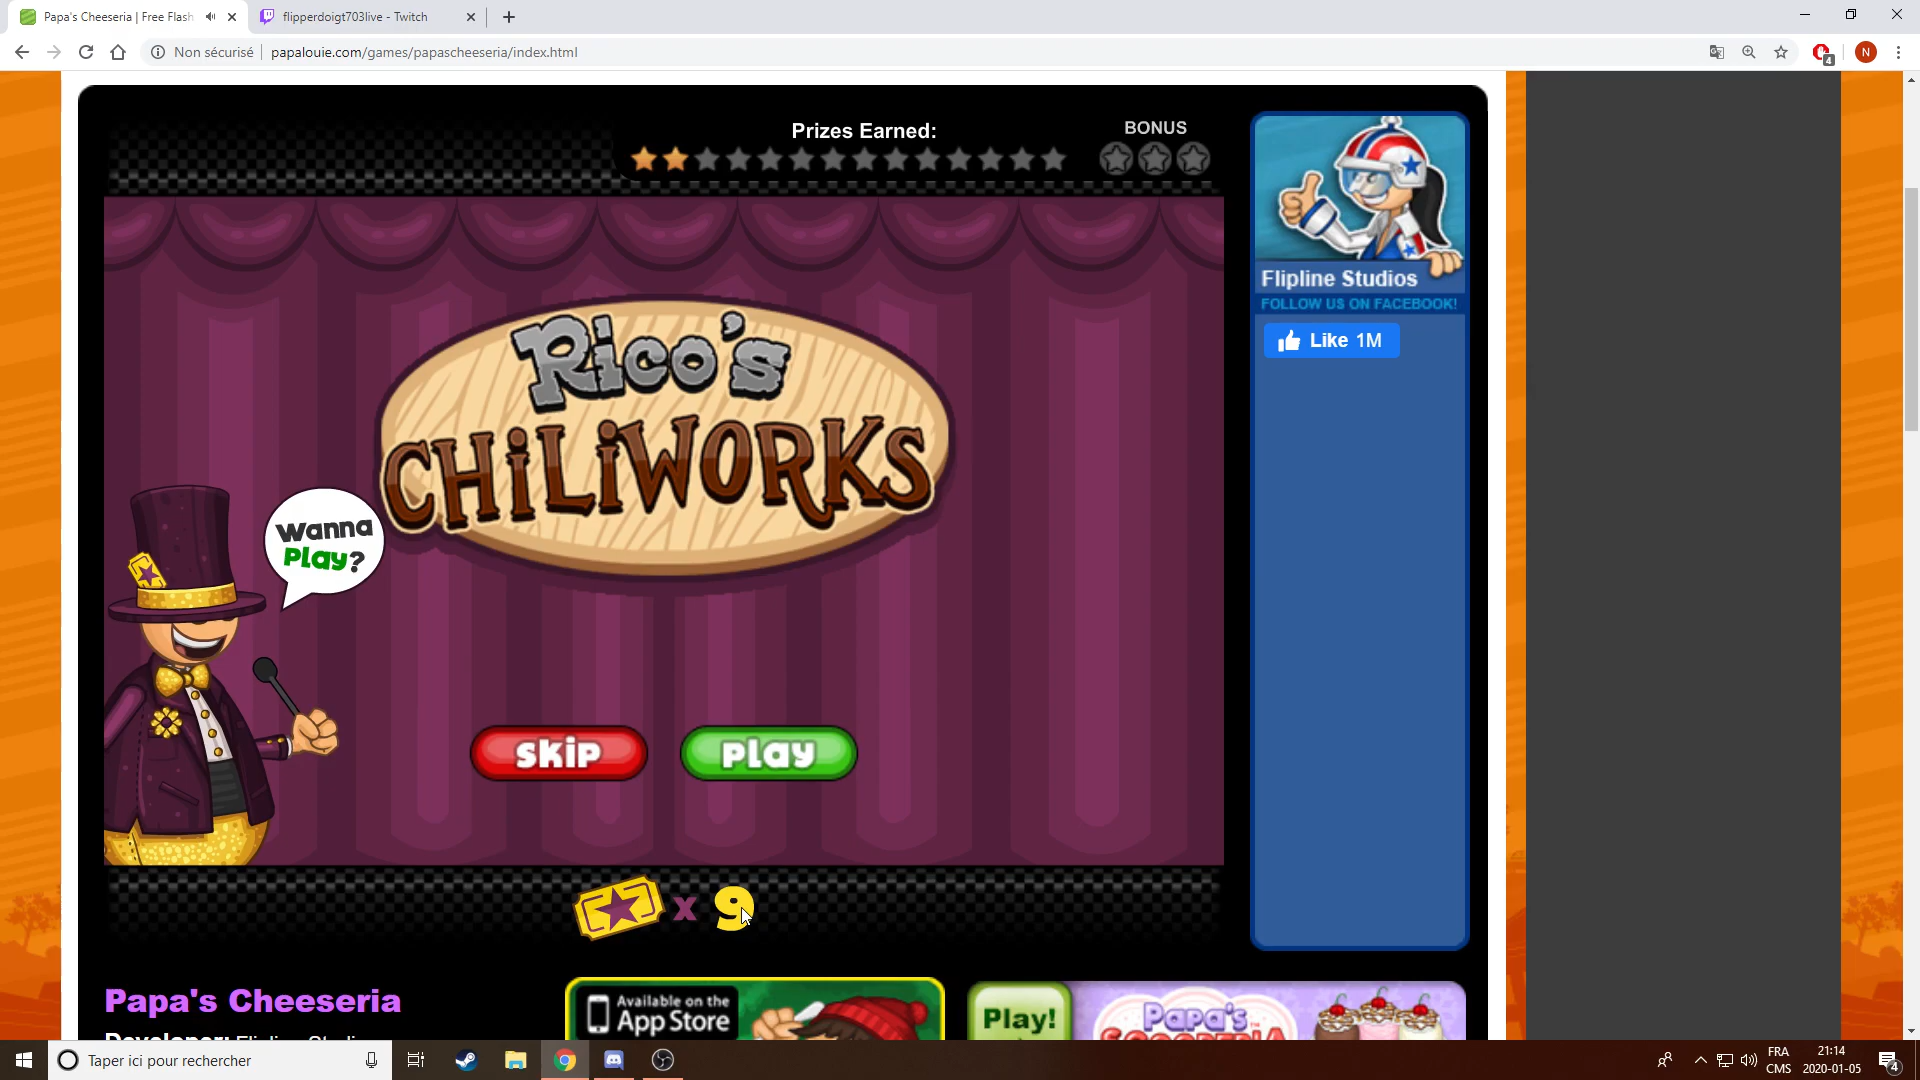 Papa's Cheeseria | Free Flash
flipperdoigt703live - Twitch
Non sécurisé
papalouie.com/games/papascheeseria/index.html
4
N
Prizes Earned:
BONUS
Rico's
CHiLiWORKS
Wanna
Play?
skip
play
x 9
Flipline Studios
FOLLOW US ON FACEBOOK!
Like 1M
Papa's Cheeseria
Available on the
App Store
Play!
Papa's
Taper ici pour rechercher
FRA
CMS
21:14
2020-01-05
4